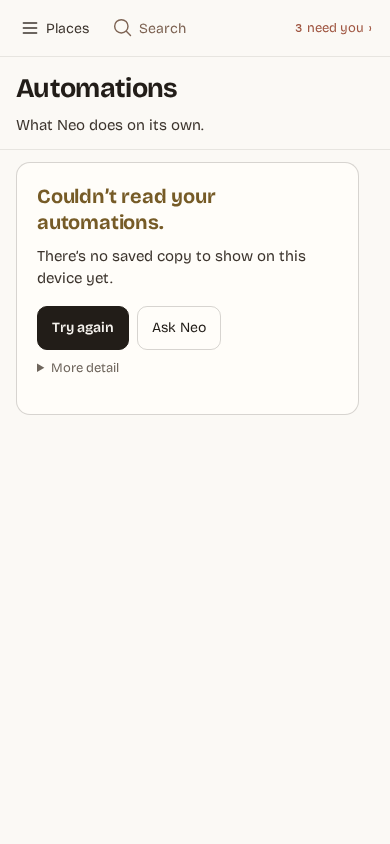 Places
Search
3 need you ›
Automations
What Neo does on its own.
Couldn’t read your
automations.
There’s no saved copy to show on this
device yet.
Try again
Ask Neo
More detail